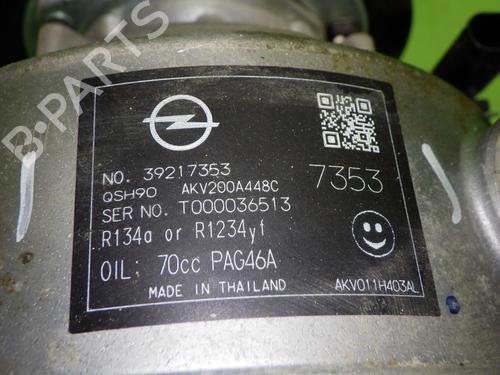 B-PARTS
NO. 39217353
7353
QSH90 AKV200A448C
SER NO. T000036513
R134a or R1234yf
OIL: 70cc PAG46A
MADE IN THAILAND
AKV011H403AL